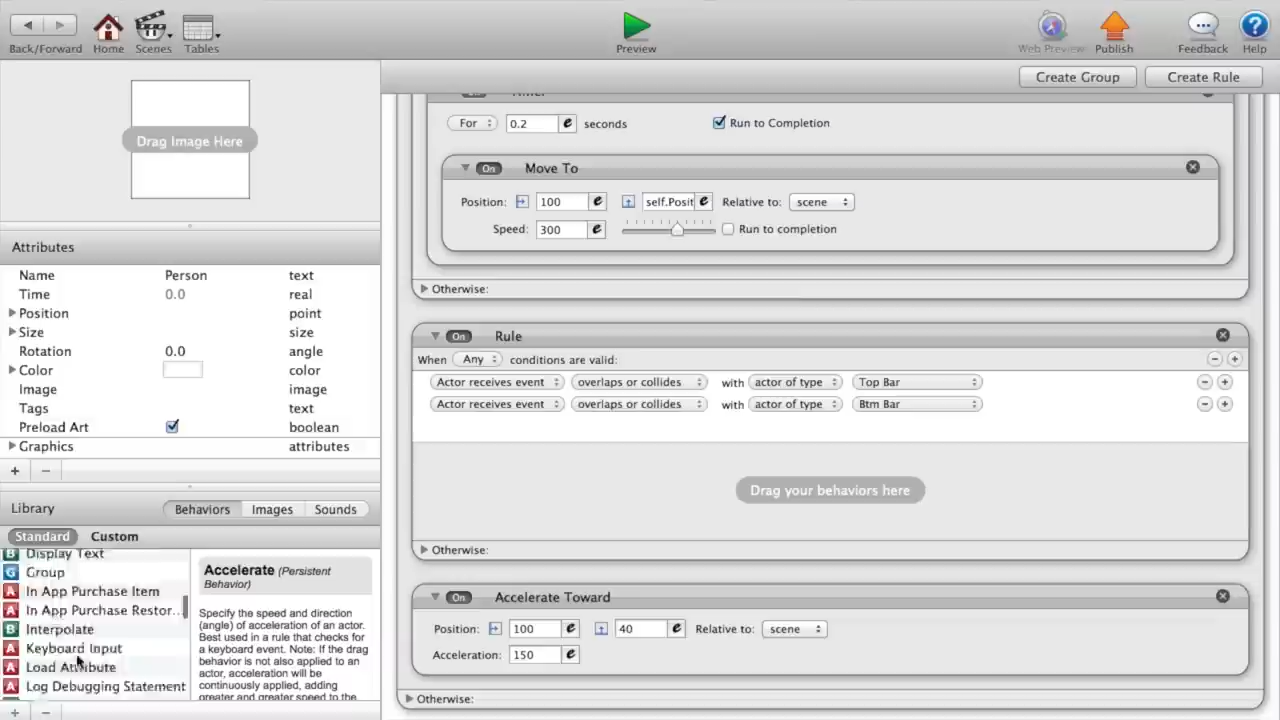 Back/Forward Home Scenes Tables Preview Web Preview Publish Feedback Help
Create Group Create Rule
Drag Image Here
Attributes
Name Person text
Time 0.0 real
Position point
Size size
Rotation 0.0 angle
Color color
Image image
Tags text
Preload Art boolean
Graphics attributes
+ −
Library Behaviors Images Sounds
Standard Custom
B Display Text
G Group
A In App Purchase Item
A In App Purchase Restor...
B Interpolate
A Keyboard Input
A Load Attribute
A Log Debugging Statement
+ −
Accelerate (Persistent
Behavior)
Specify the speed and direction
(angle) of acceleration of an actor.
Best used in a rule that checks for
a keyboard event. Note: If the drag
behavior is not also applied to an
actor, acceleration will be
continuously applied, adding
greater and greater speed to the
For 0.2 e seconds Run to Completion
On Move To
Position: 100 e self.Posit e Relative to: scene
Speed: 300 e Run to completion
Otherwise:
On Rule
When Any conditions are valid:
Actor receives event overlaps or collides with actor of type Top Bar
Actor receives event overlaps or collides with actor of type Btm Bar
Drag your behaviors here
Otherwise:
On Accelerate Toward
Position: 100 e 40 e Relative to: scene
Acceleration: 150 e
Otherwise: